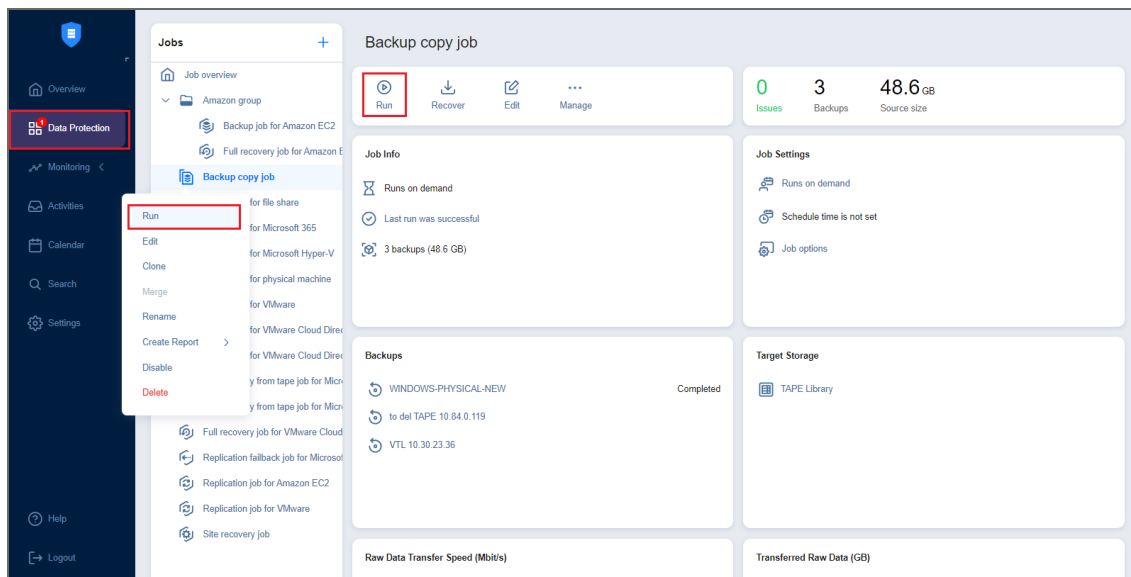 Overview
1
Data Protection
Monitoring
Activities
Calendar
Search
Settings
Help
Logout
Jobs
Job overview
Amazon group
Backup job for Amazon EC2
Full recovery job for Amazon E
Backup copy job
for file share
for Microsoft 365
for Microsoft Hyper-V
for physical machine
for VMware
for VMware Cloud Direc
for VMware Cloud Direc
y from tape job for Micro
y from tape job for Micro
Full recovery job for VMware Cloud
Replication failback job for Microsof
Replication job for Amazon EC2
Replication job for VMware
Site recovery job
Run
Edit
Clone
Merge
Rename
Create Report
Disable
Delete
Backup copy job
Run
Recover
Edit
Manage
0
Issues
3
Backups
48.6 GB
Source size
Job Info
Runs on demand
Last run was successful
3 backups (48.6 GB)
Job Settings
Runs on demand
Schedule time is not set
Job options
Backups
WINDOWS-PHYSICAL-NEW Completed
to del TAPE 10.84.0.119
VTL 10.30.23.36
Target Storage
TAPE Library
Raw Data Transfer Speed (Mbit/s)
Transferred Raw Data (GB)